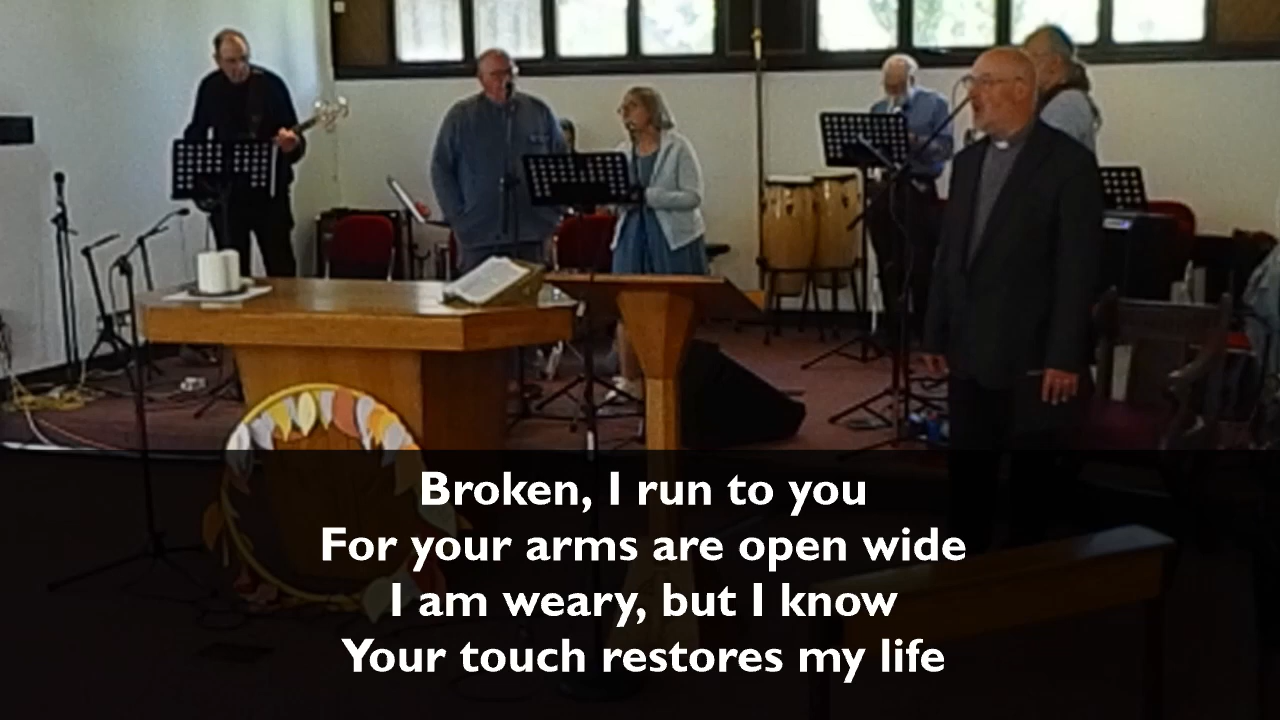 Broken, I run to you
For your arms are open wide
I am weary, but I know
Your touch restores my life